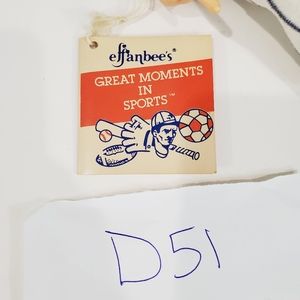 effanbee's®
GREAT MOMENTS
IN
SPORTS™
D51